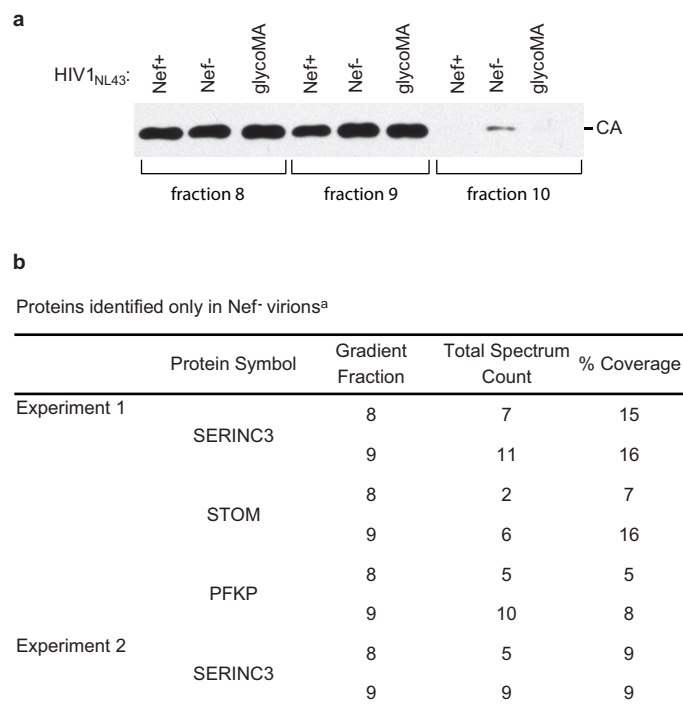 a
HIV1NL43: Nef+ Nef- glycoMA Nef+ Nef- glycoMA Nef+ Nef- glycoMA
CA
fraction 8 fraction 9 fraction 10
b
Proteins identified only in Nef- virionsa
Protein Symbol Gradient Fraction Total Spectrum Count % Coverage
Experiment 1
SERINC3
8 7 15
9 11 16
STOM
8 2 7
9 6 16
PFKP
8 5 5
9 10 8
Experiment 2
SERINC3
8 5 9
9 9 9